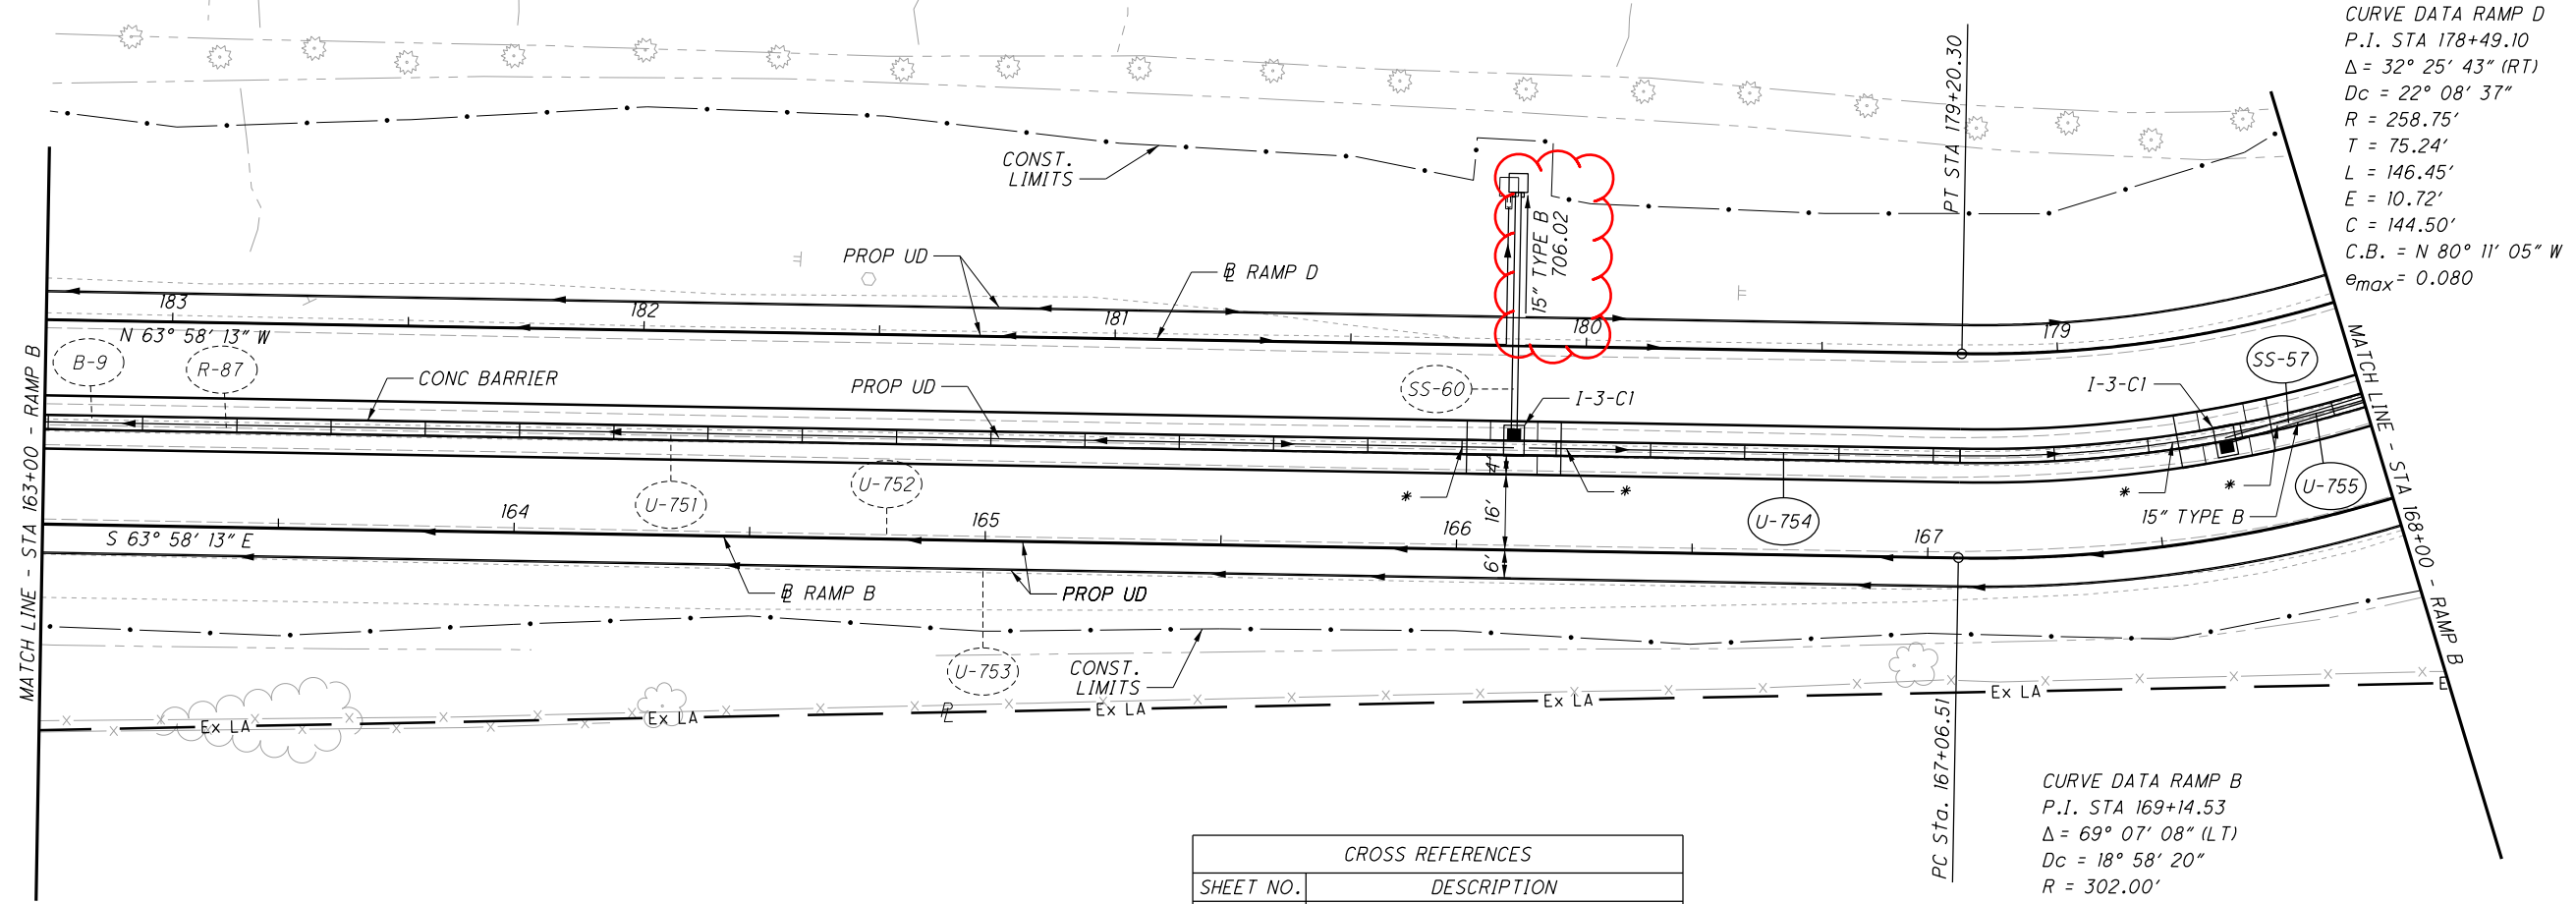 CURVE DATA RAMP D
P.I. STA 178+49.10
Δ = 32° 25' 43" (RT)
Dc = 22° 08' 37"
R = 258.75'
T = 75.24'
L = 146.45'
E = 10.72'
C = 144.50'
C.B. = N 80° 11' 05" W
emax = 0.080
PT STA 179+20.30
CONST.
LIMITS
15" TYPE B
706.02
PROP UD
BL RAMP D
183
182
181
180
179
N 63° 58' 13" W
B-9
R-87
CONC BARRIER
PROP UD
SS-60
I-3-C1
I-3-C1
SS-57
MATCH LINE - STA 163+00 - RAMP B
MATCH LINE - STA 168+00 - RAMP B
U-751
U-752
*
4'
*
U-754
*
*
U-755
15" TYPE B
16'
164
165
166
167
S 63° 58' 13" E
6'
BL RAMP B
PROP UD
U-753
CONST.
LIMITS
Ex LA
Ex LA
PL
Ex LA
Ex LA
Ex LA
E
PC Sta. 167+06.51
CURVE DATA RAMP B
P.I. STA 169+14.53
Δ = 69° 07' 08" (LT)
Dc = 18° 58' 20"
R = 302.00'
CROSS REFERENCES
SHEET NO.
DESCRIPTION